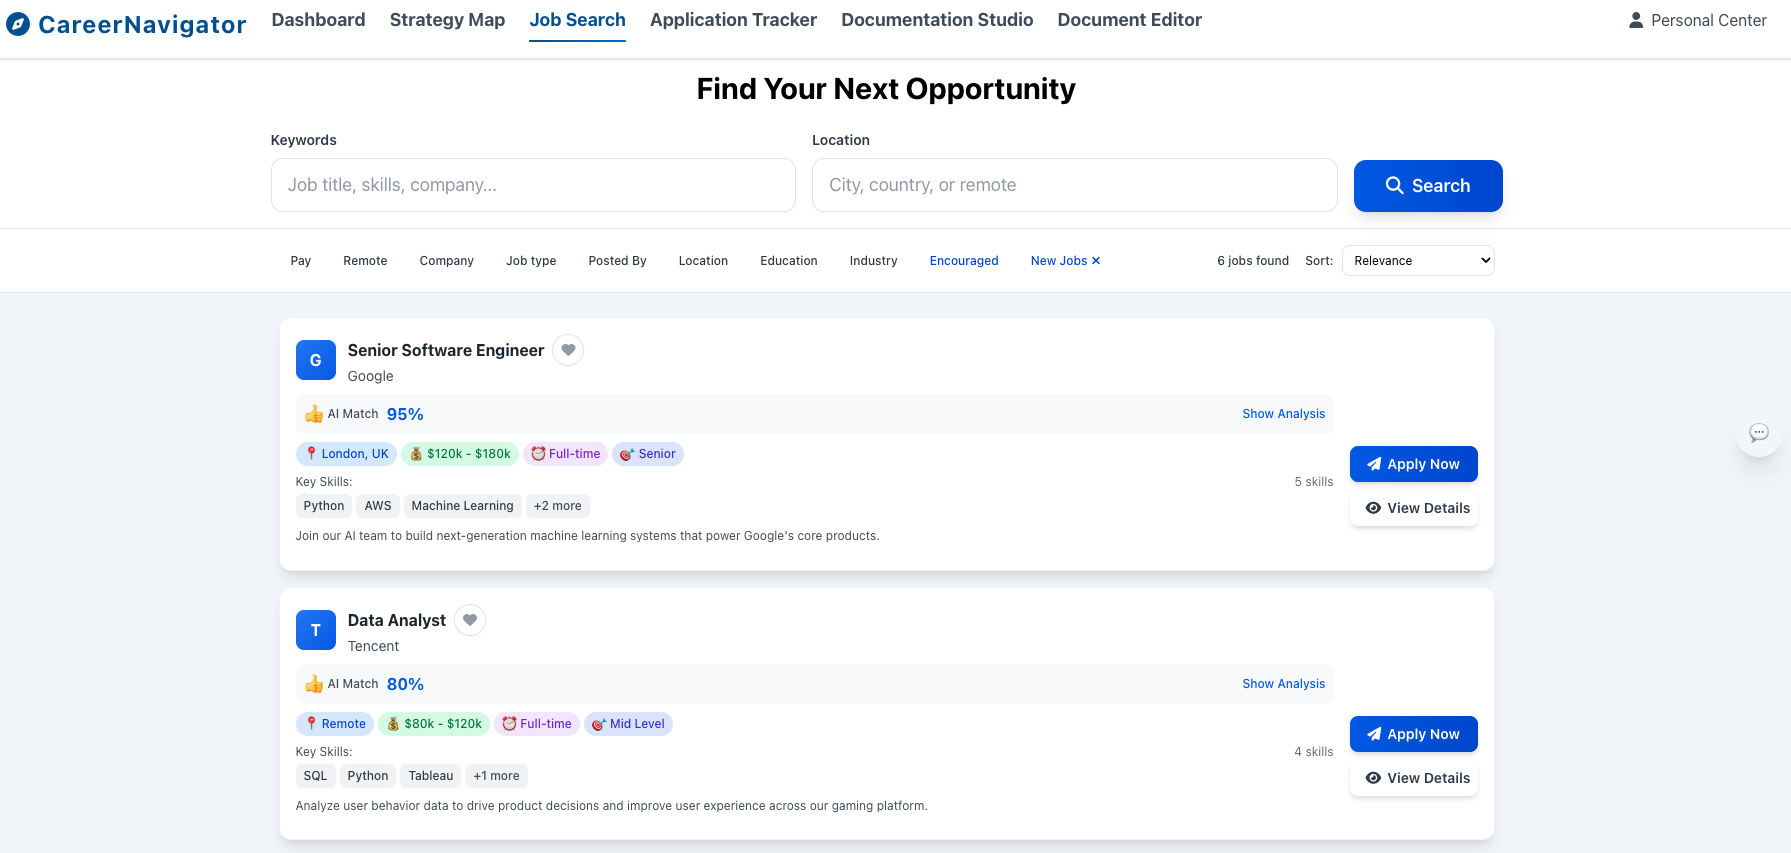 CareerNavigator Dashboard Strategy Map Job Search Application Tracker Documentation Studio Document Editor Personal Center
Find Your Next Opportunity
Keywords Location
Job title, skills, company... City, country, or remote Search
Pay Remote Company Job type Posted By Location Education Industry Encouraged New Jobs ✕ 6 jobs found Sort: Relevance
G Senior Software Engineer
Google
AI Match 95% Show Analysis
London, UK $120k - $180k Full-time Senior
Apply Now
Key Skills: 5 skills
Python AWS Machine Learning +2 more
View Details
Join our AI team to build next-generation machine learning systems that power Google's core products.
T Data Analyst
Tencent
AI Match 80% Show Analysis
Remote $80k - $120k Full-time Mid Level
Apply Now
Key Skills: 4 skills
SQL Python Tableau +1 more
View Details
Analyze user behavior data to drive product decisions and improve user experience across our gaming platform.